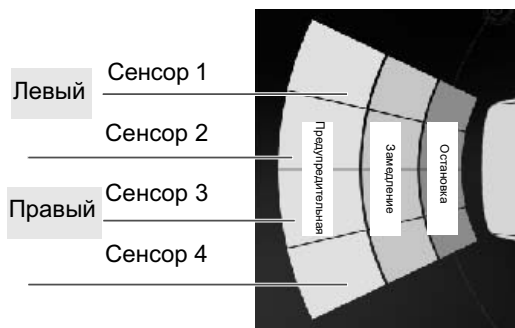 Сенсор 1
Левый
Сенсор 2
Сенсор 3
Правый
Сенсор 4
Предупредительная
Замедление
Остановка